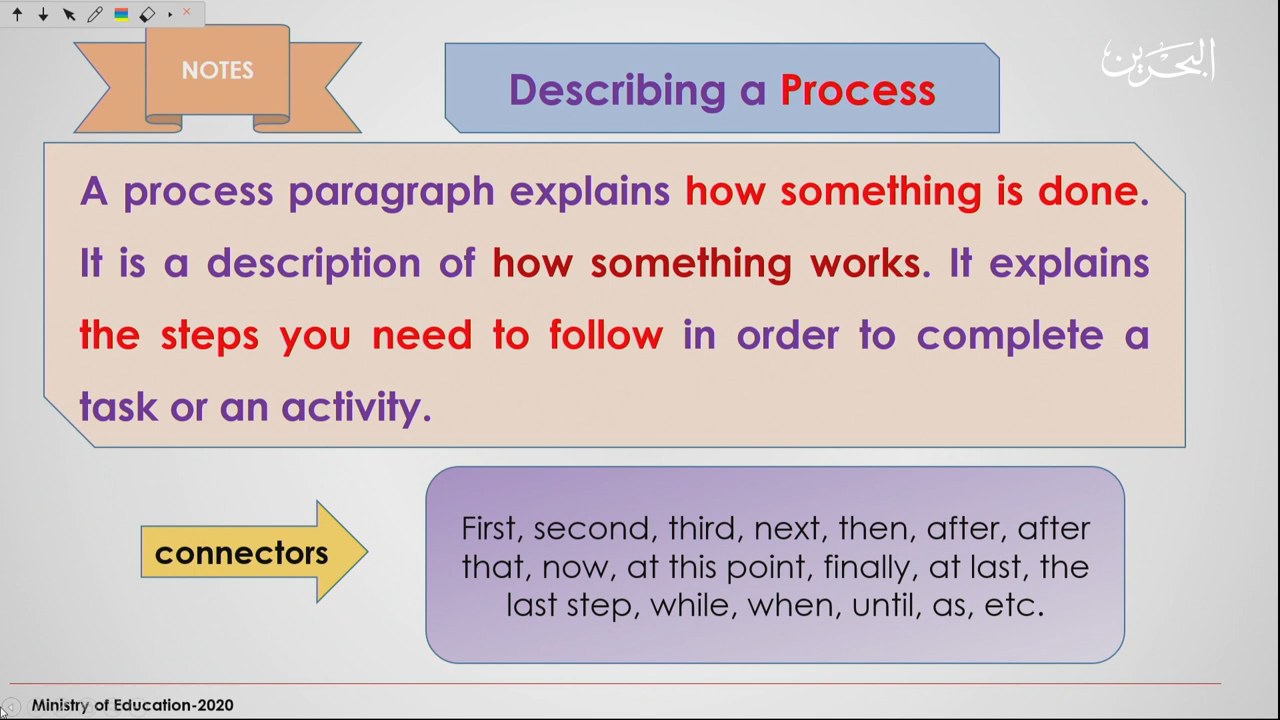 NOTES
Describing a Process
البحرين
A process paragraph explains how something is done.
It is a description of how something works. It explains
the steps you need to follow in order to complete a
task or an activity.
connectors
First, second, third, next, then, after, after
that, now, at this point, finally, at last, the
last step, while, when, until, as, etc.
Ministry of Education-2020